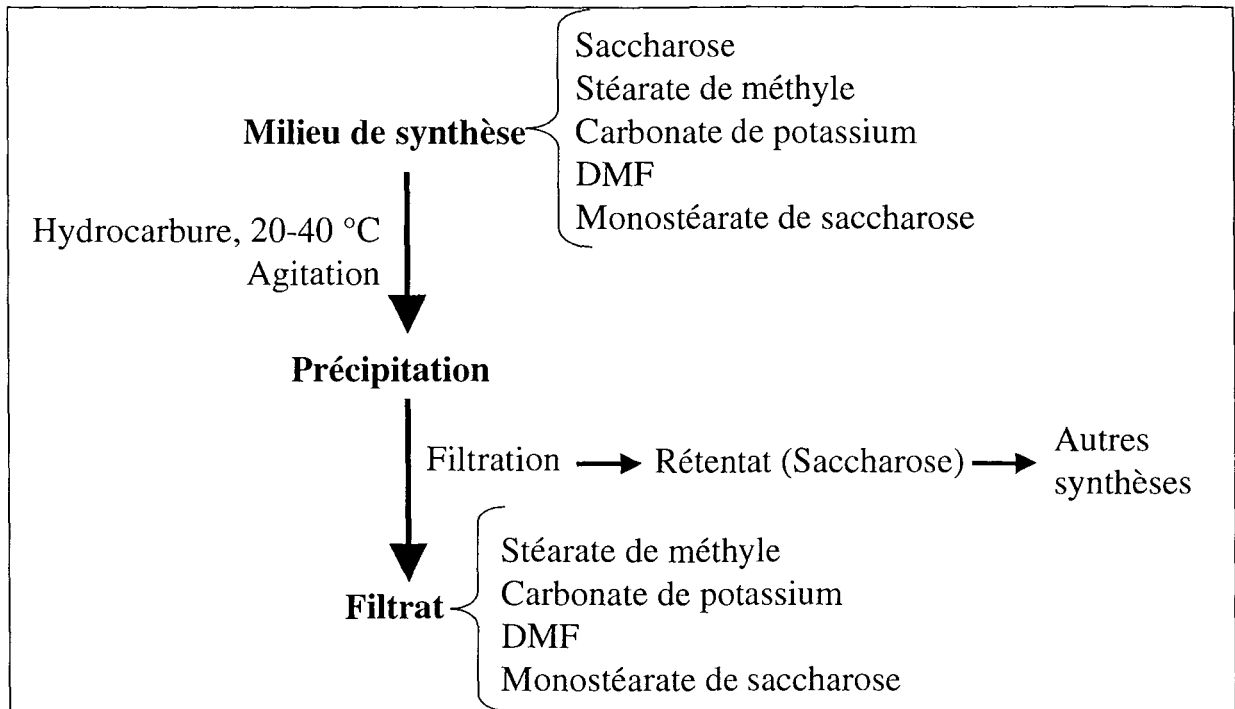 Saccharose
Stéarate de méthyle
Milieu de synthèse
Carbonate de potassium
DMF
Monostéarate de saccharose
Hydrocarbure, 20-40 °C
Agitation
Précipitation
Filtration
Rétentat (Saccharose)
Autres
synthèses
Stéarate de méthyle
Carbonate de potassium
Filtrat
DMF
Monostéarate de saccharose